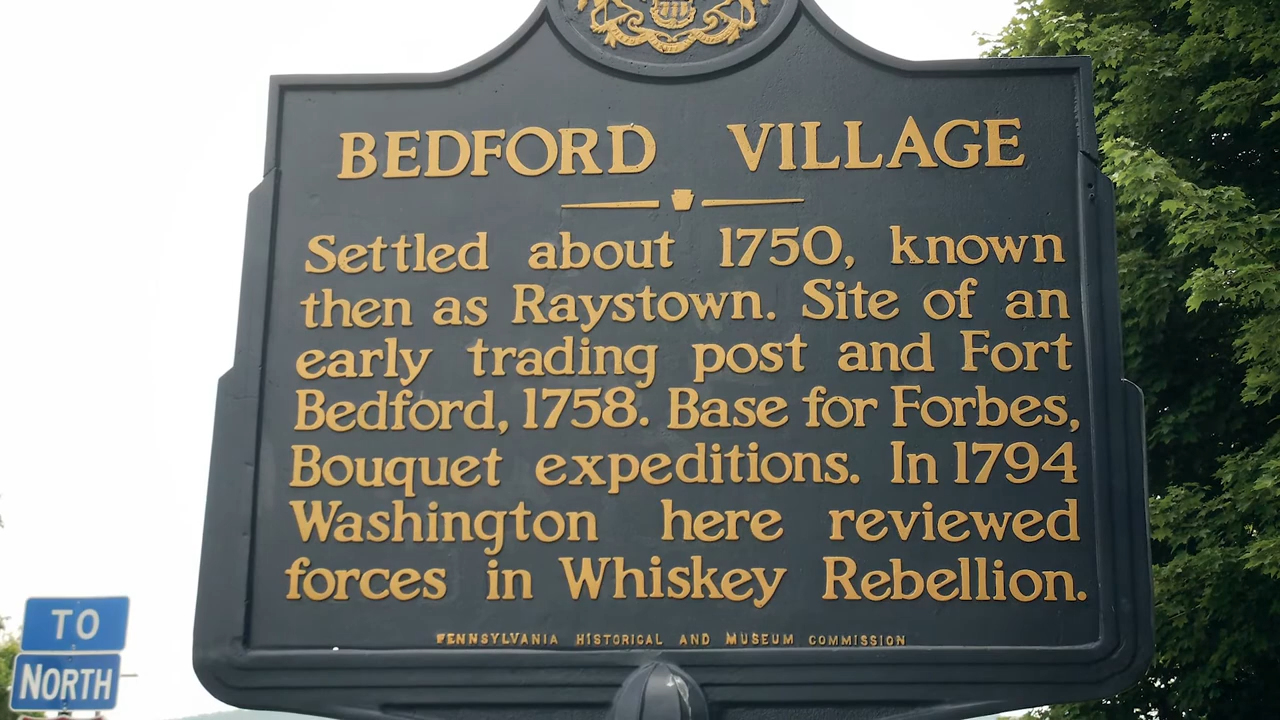 BEDFORD VILLAGE
Settled about 1750, known
then as Raystown. Site of an
early trading post and Fort
Bedford, 1758. Base for Forbes,
Bouquet expeditions. In 1794
Washington here reviewed
forces in Whiskey Rebellion.
PENNSYLVANIA HISTORICAL AND MUSEUM COMMISSION
TO
NORTH